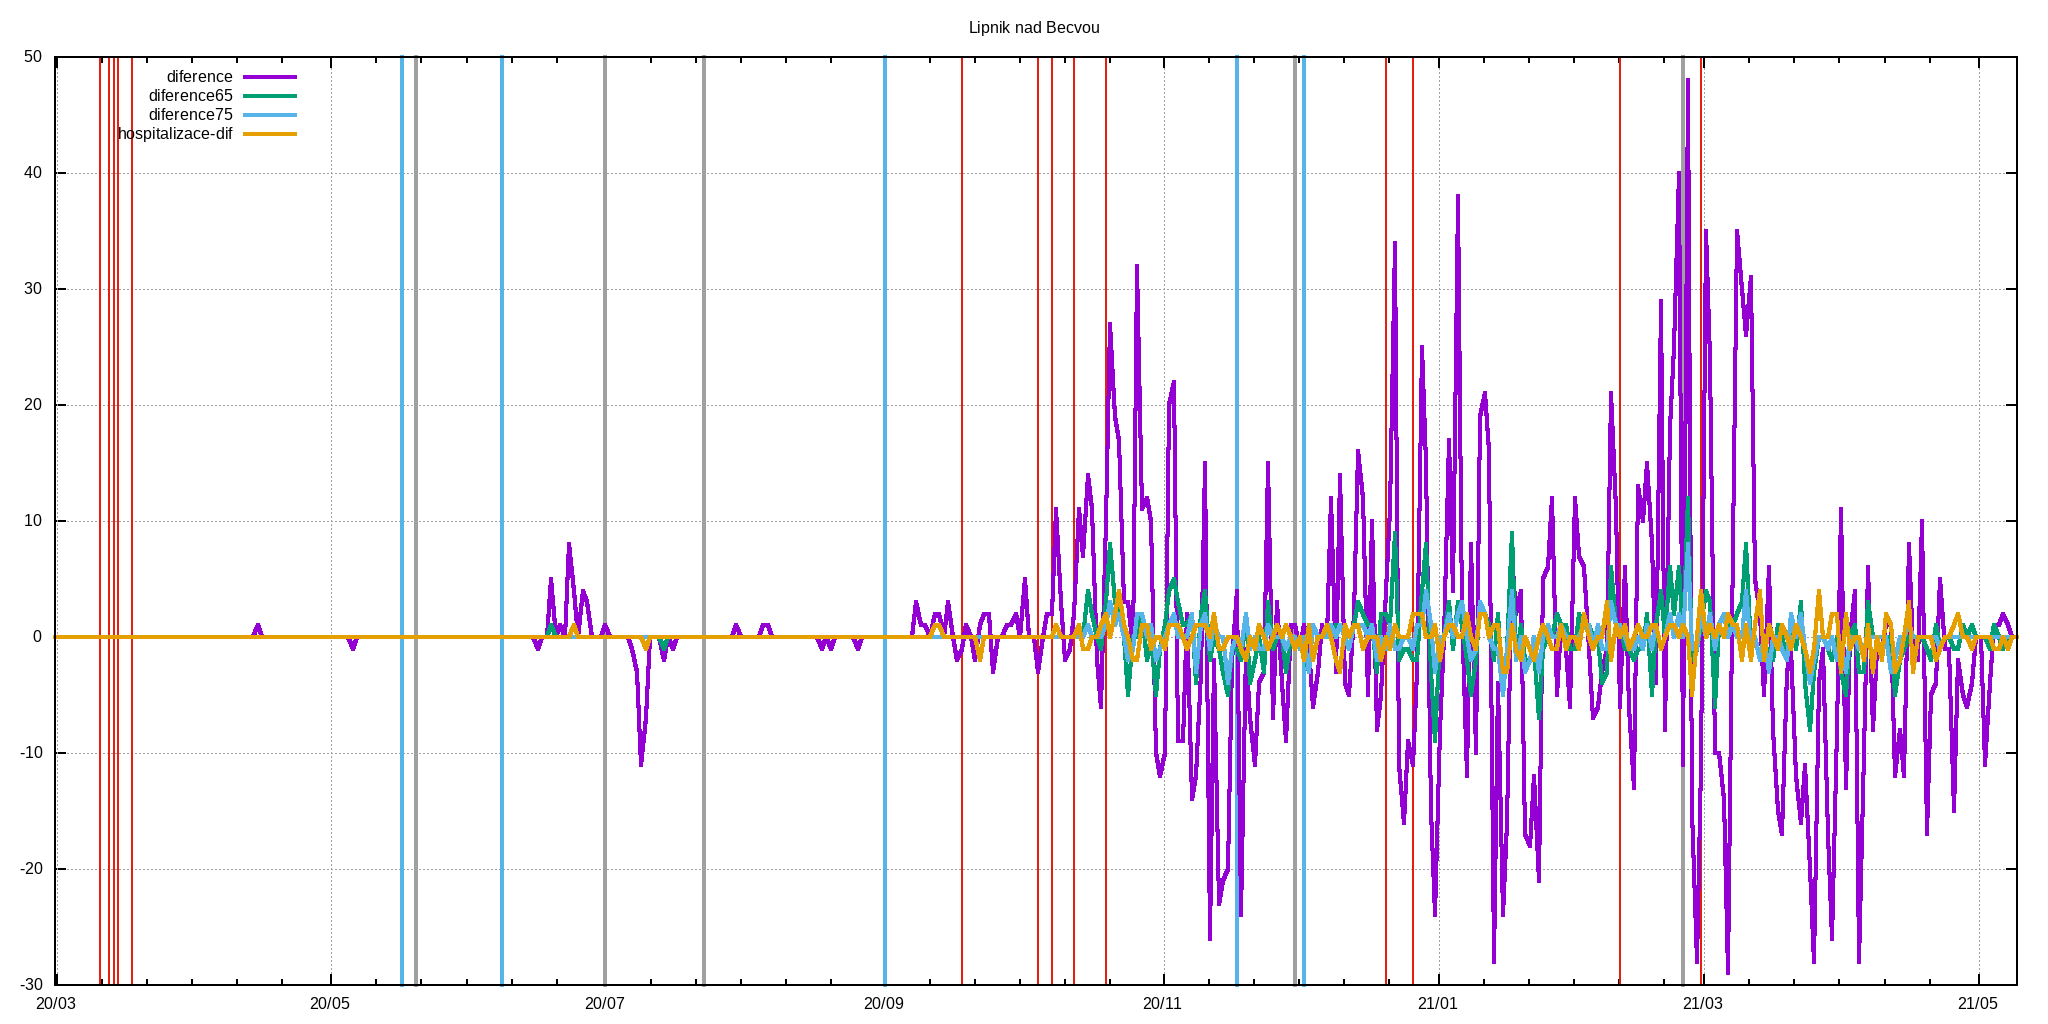 Lipnik nad Becvou
50
diference
diference65
diference75
hospitalizace-dif
40
30
20
10
0
-10
-20
-30
20/03 20/05 20/07 20/09 20/11 21/01 21/03 21/05